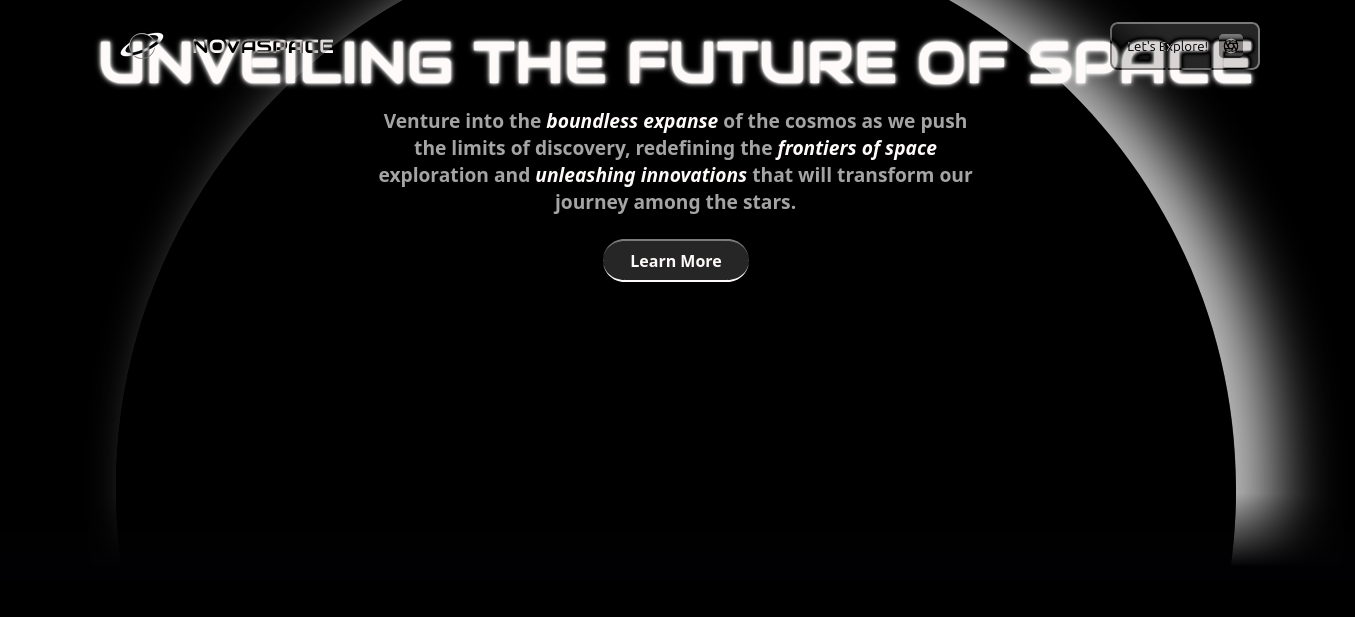 NOVASPACE
Let's Explore!
UNVEILING THE FUTURE OF SPACE
Venture into the boundless expanse of the cosmos as we push
the limits of discovery, redefining the frontiers of space
exploration and unleashing innovations that will transform our
journey among the stars.
Learn More